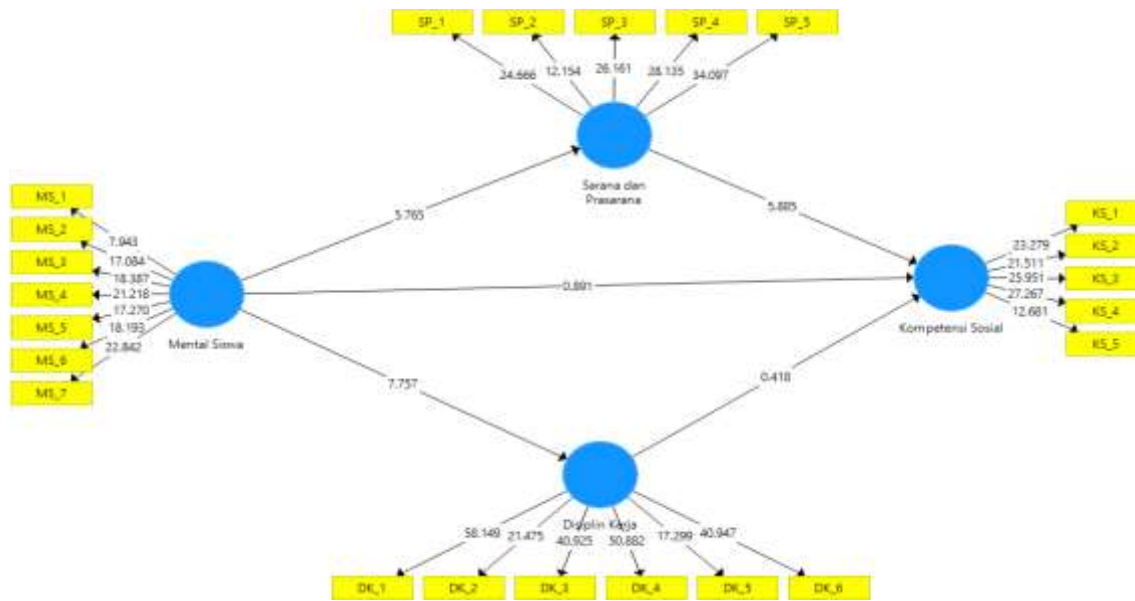 SP_1
SP_2
SP_3
SP_4
SP_5
24.666
12.154
26.161
28.135
34.097
Sarana dan
Prasarana
MS_1
MS_2
MS_3
MS_4
MS_5
MS_6
MS_7
7.943
17.084
18.387
21.218
17.270
18.193
22.842
Mental Siswa
5.765
5.885
0.891
7.757
0.418
KS_1
KS_2
KS_3
KS_4
KS_5
23.279
21.511
25.951
27.267
12.681
Kompetensi Sosial
Disiplin Kerja
58.149
21.475
40.925
50.882
17.299
40.947
DK_1
DK_2
DK_3
DK_4
DK_5
DK_6